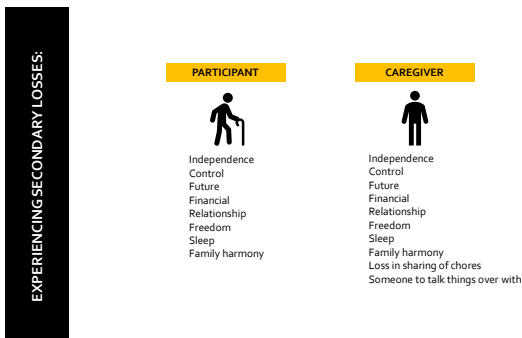 EXPERIENCING SECONDARY LOSSES:
PARTICIPANT
Independence
Control
Future
Financial
Relationship
Freedom
Sleep
Family harmony
CAREGIVER
Independence
Control
Future
Financial
Relationship
Freedom
Sleep
Family harmony
Loss in sharing of chores
Someone to talk things over with